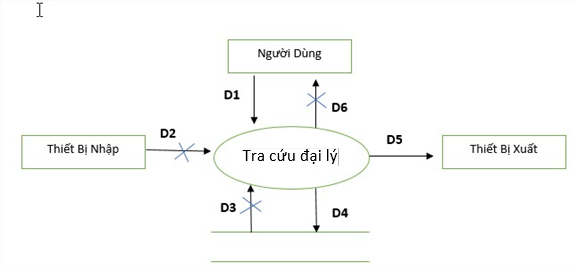 Người Dùng
D1
D6
D2
D5
Thiết Bị Nhập
Tra cứu đại lý
Thiết Bị Xuất
D3
D4